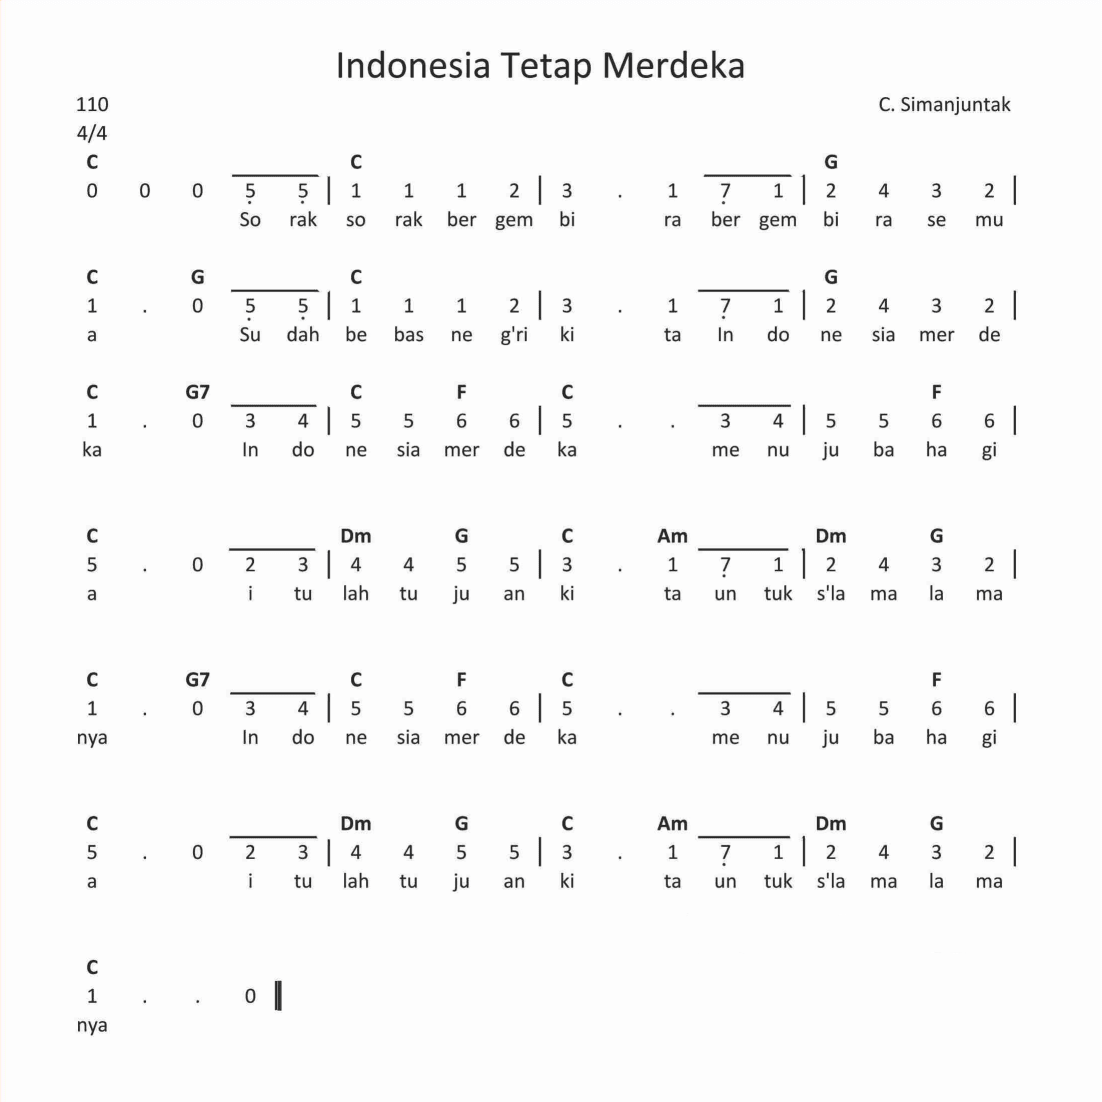 Indonesia Tetap Merdeka
110
C. Simanjuntak
4/4
C C G
0 0 0 5̣ 5̣ | 1 1 1 2 | 3 . 1 7̣ 1 | 2 4 3 2 |
So rak so rak ber gem bi ra ber gem bi ra se mu
C G C G
1 . 0 5̣ 5̣ | 1 1 1 2 | 3 . 1 7̣ 1 | 2 4 3 2 |
a Su dah be bas ne g'ri ki ta In do ne sia mer de
C G7 C F C F
1 . 0 3 4 | 5 5 6 6 | 5 . . 3 4 | 5 5 6 6 |
ka In do ne sia mer de ka me nu ju ba ha gi
C Dm G C Am Dm G
5 . 0 2 3 | 4 4 5 5 | 3 . 1 7̣ 1 | 2 4 3 2 |
a i tu lah tu ju an ki ta un tuk s'la ma la ma
C G7 C F C F
1 . 0 3 4 | 5 5 6 6 | 5 . . 3 4 | 5 5 6 6 |
nya In do ne sia mer de ka me nu ju ba ha gi
C Dm G C Am Dm G
5 . 0 2 3 | 4 4 5 5 | 3 . 1 7̣ 1 | 2 4 3 2 |
a i tu lah tu ju an ki ta un tuk s'la ma la ma
C
1 . . 0 ||
nya